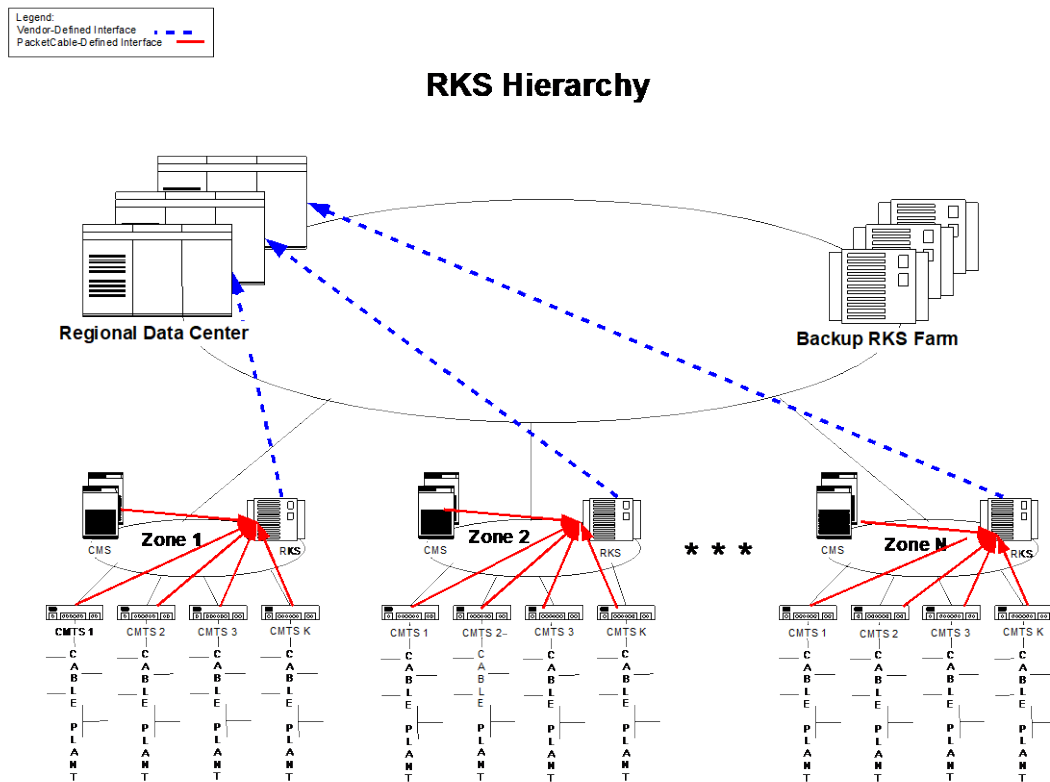 Legend:
Vendor-Defined Interface
PacketCable-Defined Interface
RKS Hierarchy
Regional Data Center
Backup RKS Farm
CMS
Zone 1
RKS
CMS
Zone 2
RKS
* * *
CMS
Zone N
RKS
CMTS 1
CMTS 2
CMTS 3
CMTS K
CMTS 1
CMTS 2
CMTS 3
CMTS K
CMTS 1
CMTS 2
CMTS 3
CMTS K
CABLE PLANT
CABLE PLANT
CABLE PLANT
CABLE PLANT
CABLE PLANT
CABLE PLANT
CABLE PLANT
CABLE PLANT
CABLE PLANT
CABLE PLANT
CABLE PLANT
CABLE PLANT